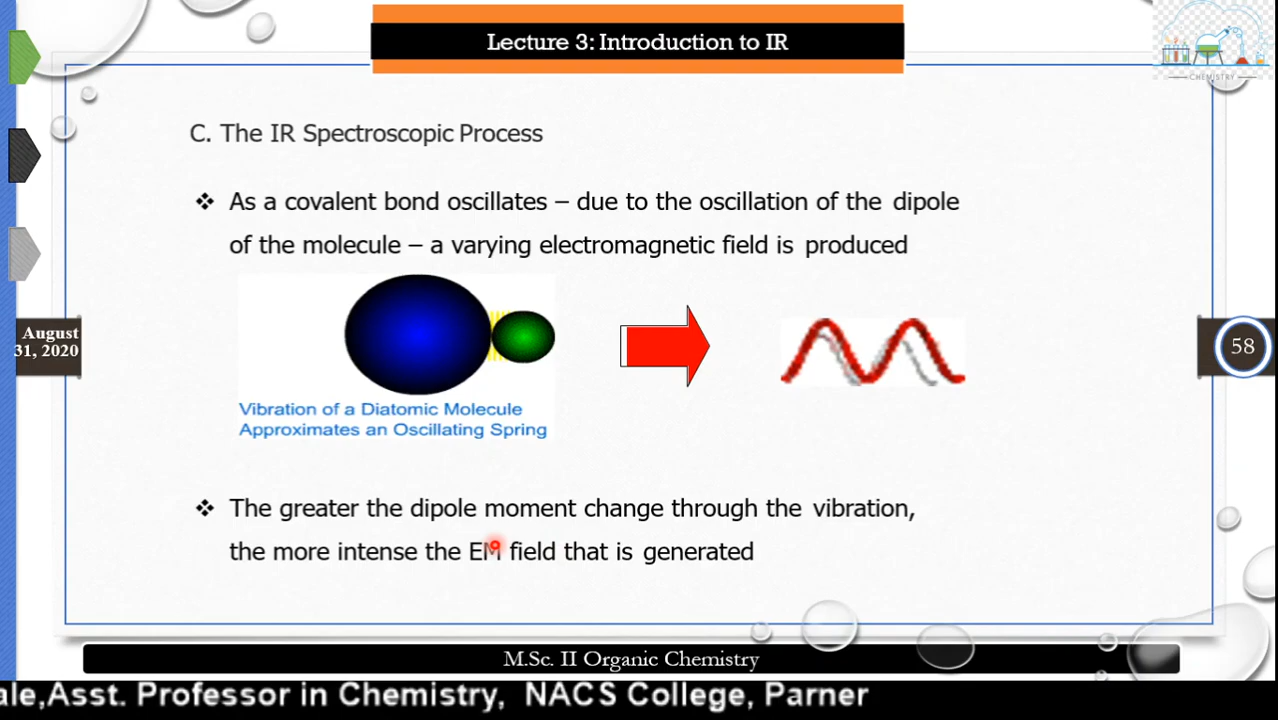 Lecture 3: Introduction to IR
CHEMISTRY
C. The IR Spectroscopic Process
As a covalent bond oscillates – due to the oscillation of the dipole
of the molecule – a varying electromagnetic field is produced
August
31, 2020
58
Vibration of a Diatomic Molecule
Approximates an Oscillating Spring
The greater the dipole moment change through the vibration,
the more intense the EM field that is generated
M.Sc. II Organic Chemistry
ale,Asst. Professor in Chemistry, NACS College, Parner